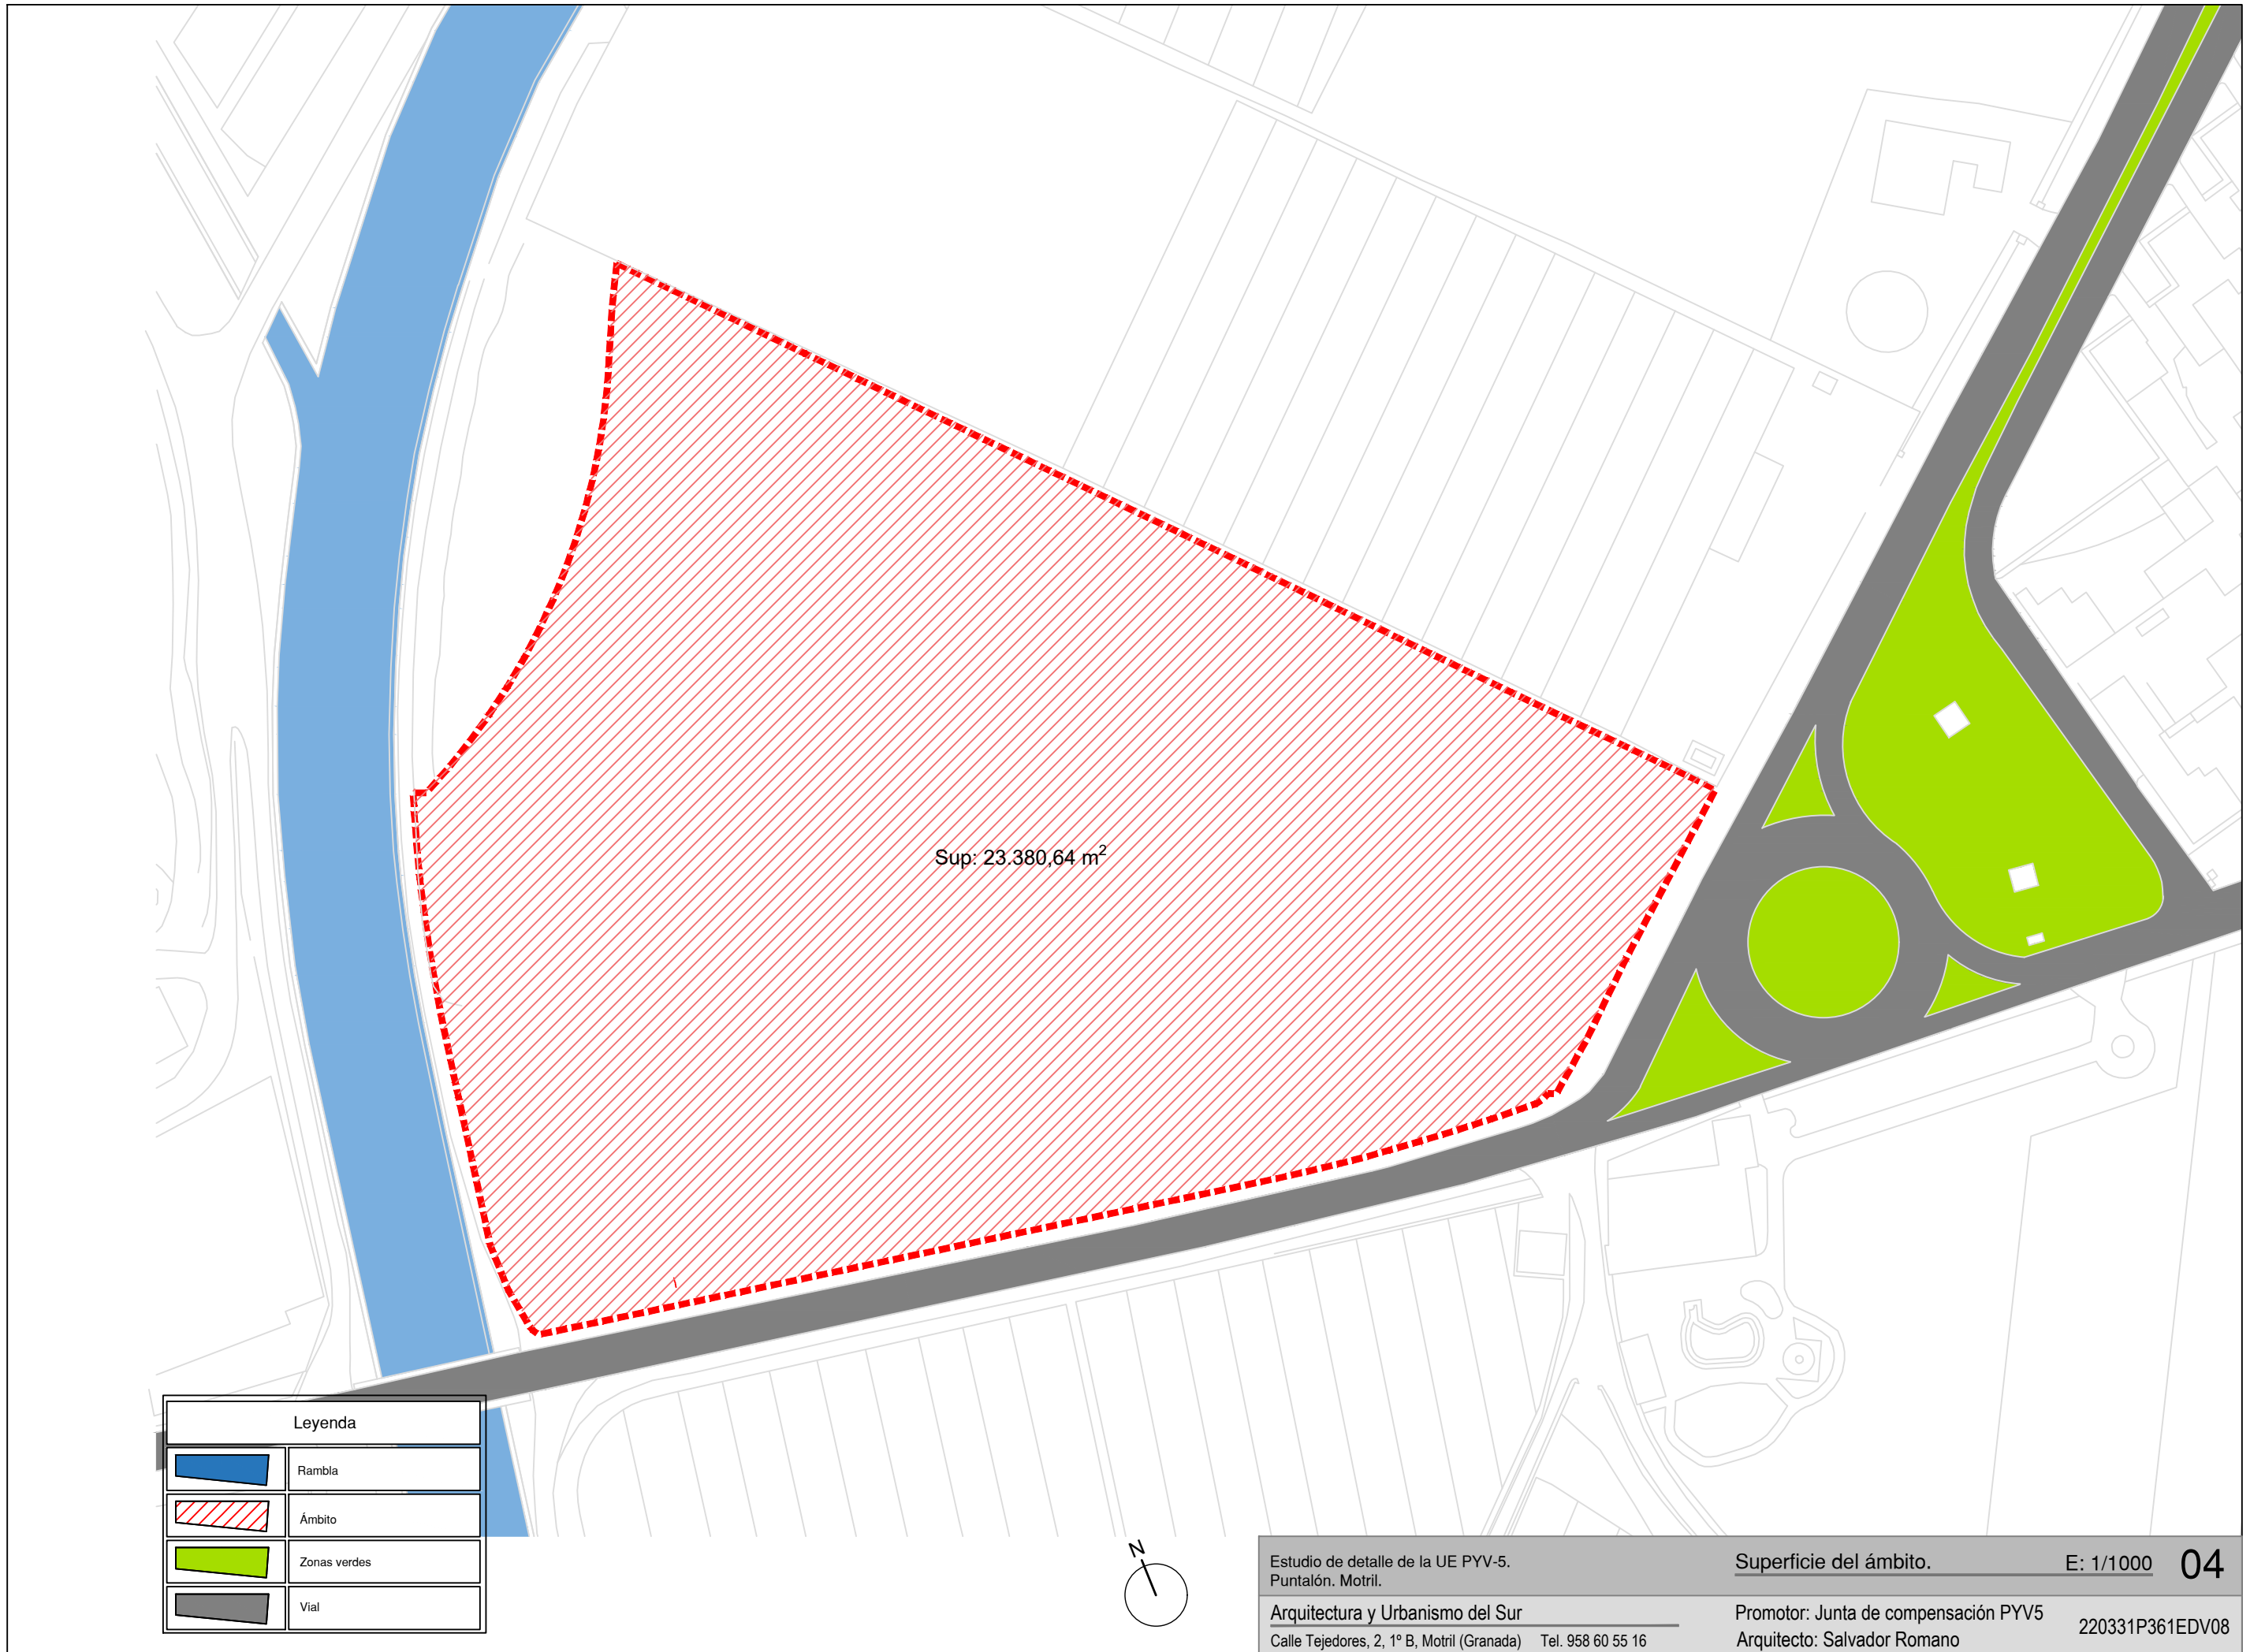 Sup: 23.380,64 m²
Leyenda
Rambla
Ámbito
Zonas verdes
Vial
N
Estudio de detalle de la UE PYV-5.
Puntalón. Motril.
Superficie del ámbito. E: 1/1000 04
Arquitectura y Urbanismo del Sur
Calle Tejedores, 2, 1º B, Motril (Granada) Tel. 958 60 55 16
Promotor: Junta de compensación PYV5
Arquitecto: Salvador Romano
220331P361EDV08